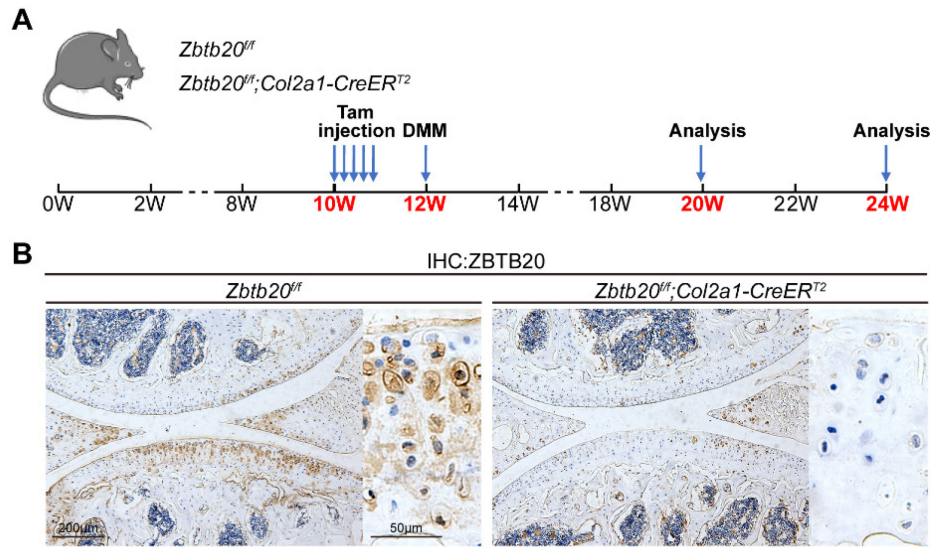 A
Zbtb20f/f
Zbtb20f/f;Col2a1-CreERT2
Tam
injection DMM Analysis Analysis
0W 2W 8W 10W 12W 14W 18W 20W 22W 24W
B
IHC:ZBTB20
Zbtb20f/f Zbtb20f/f;Col2a1-CreERT2
200μm 50μm